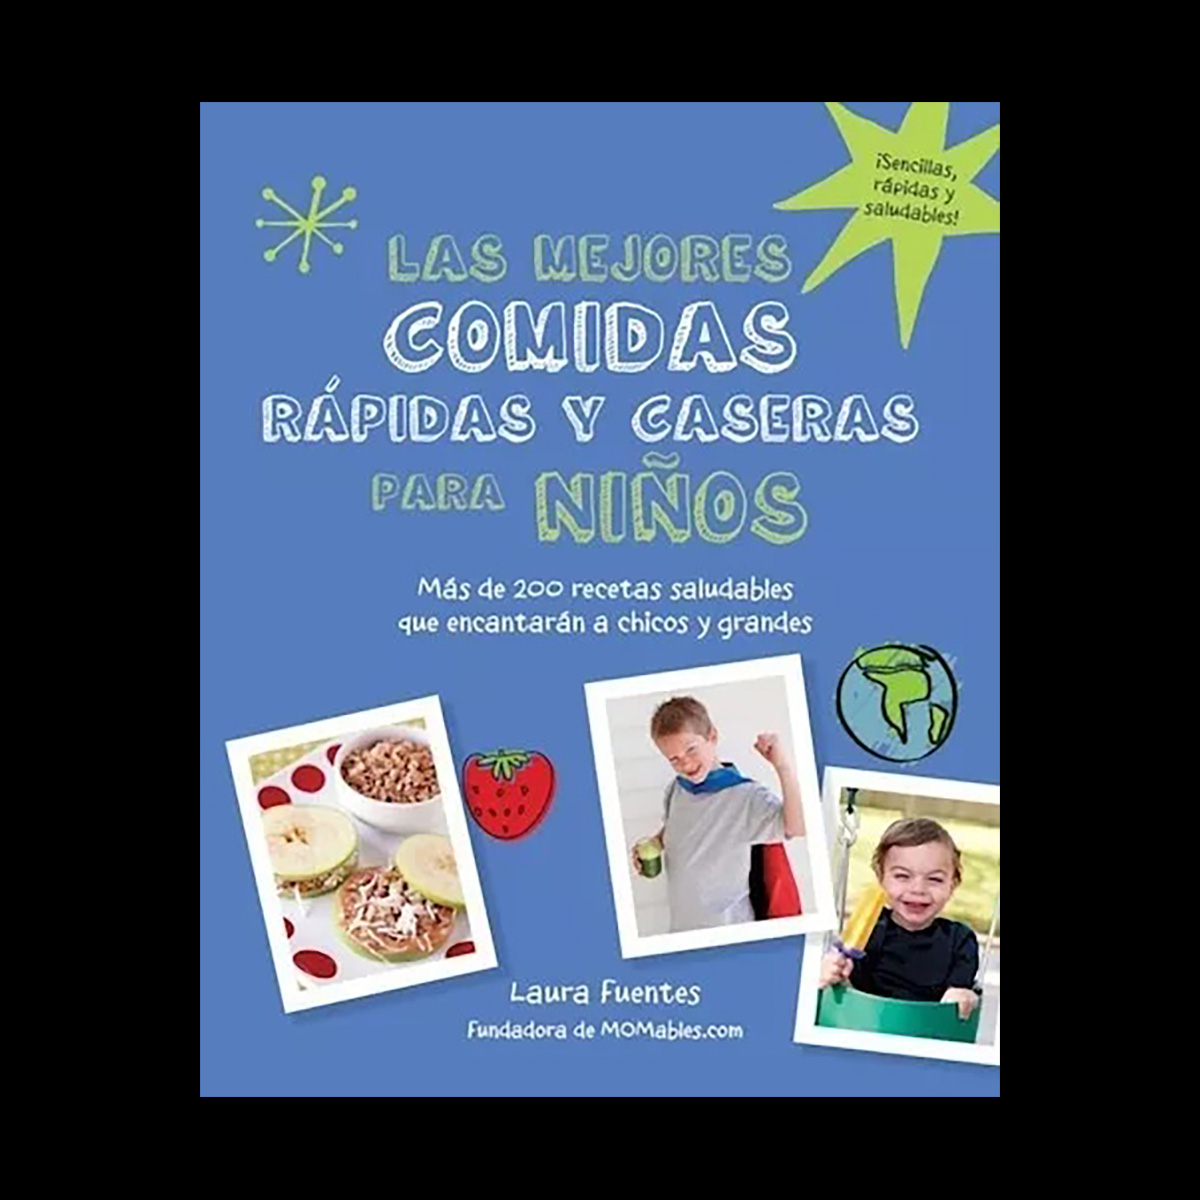 ¡Sencillas,
rápidas y
saludables!
LAS MEJORES
COMIDAS
RÁPIDAS Y CASERAS
PARA NIÑOS
Más de 200 recetas saludables
que encantarán a chicos y grandes
Laura Fuentes
Fundadora de MOMables.com